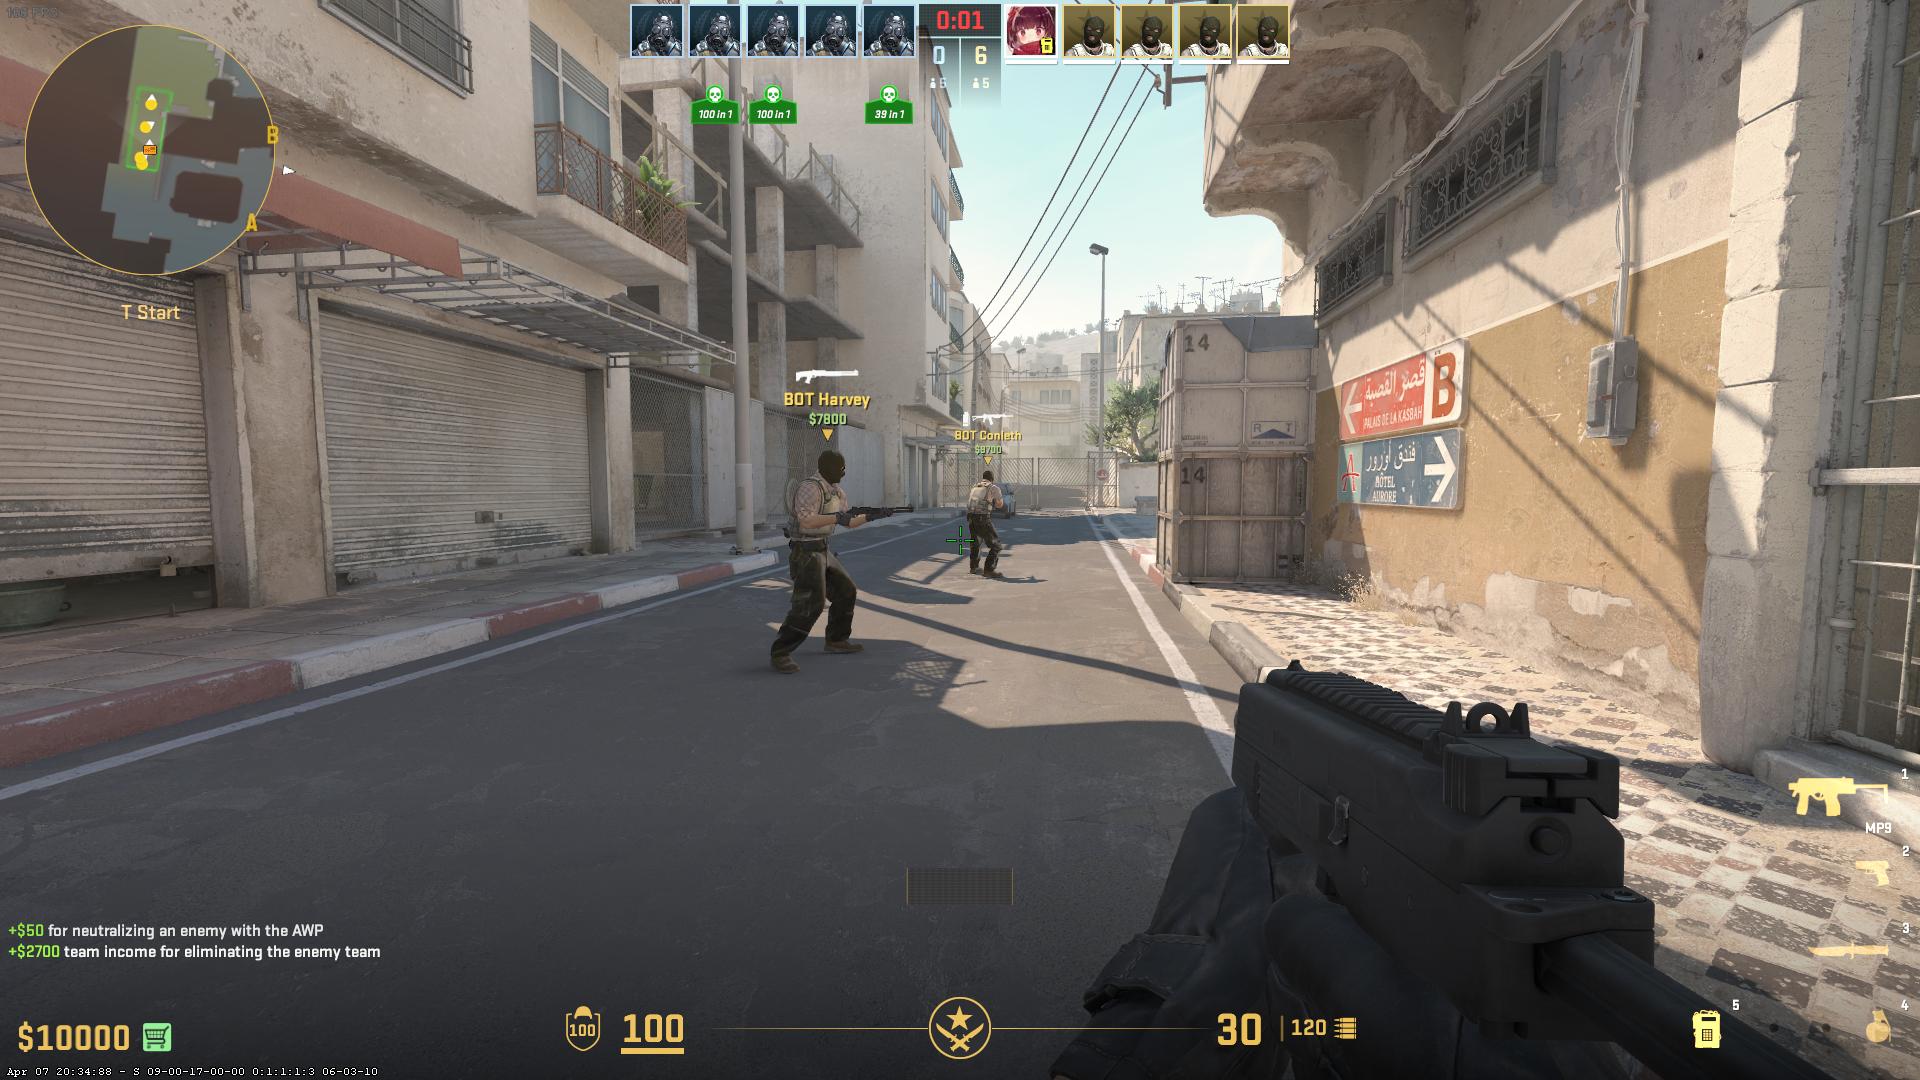 0:01
0 6
5 5
100 in 1
100 in 1
39 in 1
B
A
T Start
BOT Harvey
$7800
BOT Conleth
$9700
14
14
R T
قصر القصبة
PALAIS DE LA KASBAH
B
A
فندق أورور
HÔTEL
AURORE
1
MP9
2
3
4
5
+$50 for neutralizing an enemy with the AWP
+$2700 team income for eliminating the enemy team
$10000
100
100
30
120
Apr 07 20:34:88 - S 09-00-17-00-00 0:1:1:1:3 06-03-10